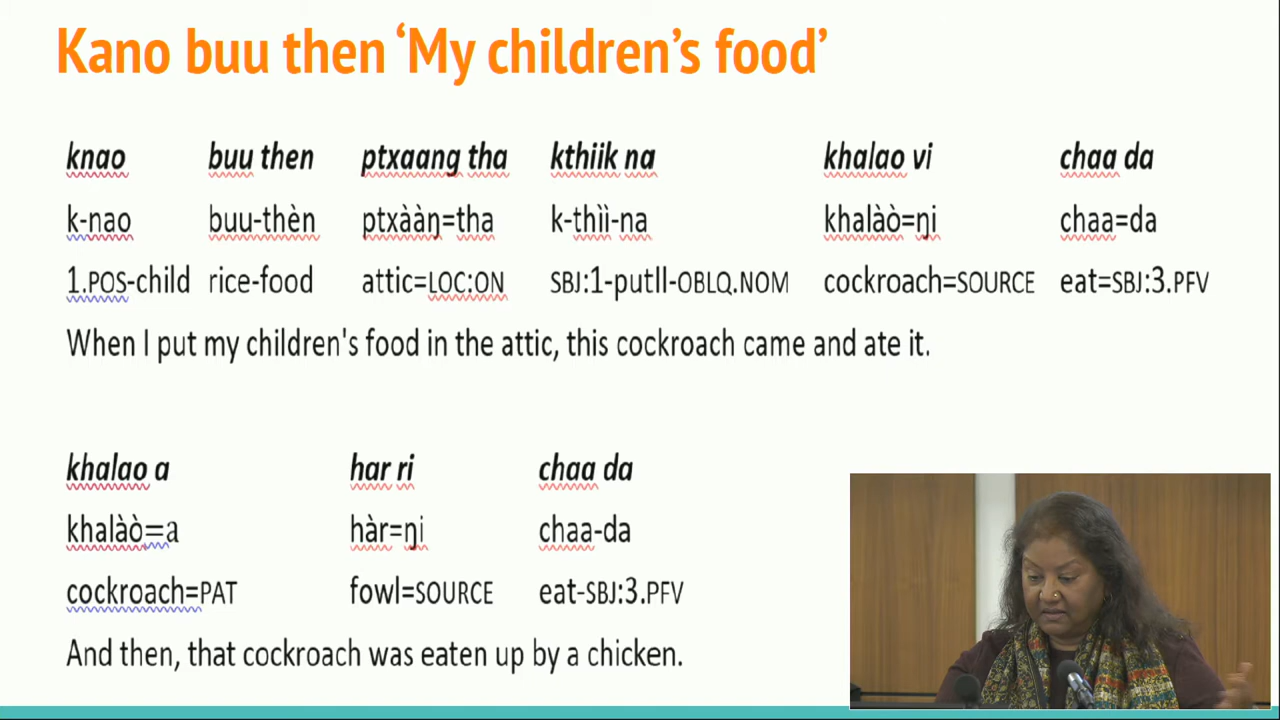 Kano buu then ‘My children’s food’
knao buu then ptxaang tha kthiik na khalao vi chaa da
k-nao buu-thèn ptxààŋ=tha k-thìì-na khalàò=ŋi chaa=da
1.POS-child rice-food attic=LOC:ON SBJ:1-putII-OBLQ.NOM cockroach=SOURCE eat=SBJ:3.PFV
When I put my children's food in the attic, this cockroach came and ate it.
khalao a har ri chaa da
khalàò=a hàr=ŋi chaa-da
cockroach=PAT fowl=SOURCE eat-SBJ:3.PFV
And then, that cockroach was eaten up by a chicken.